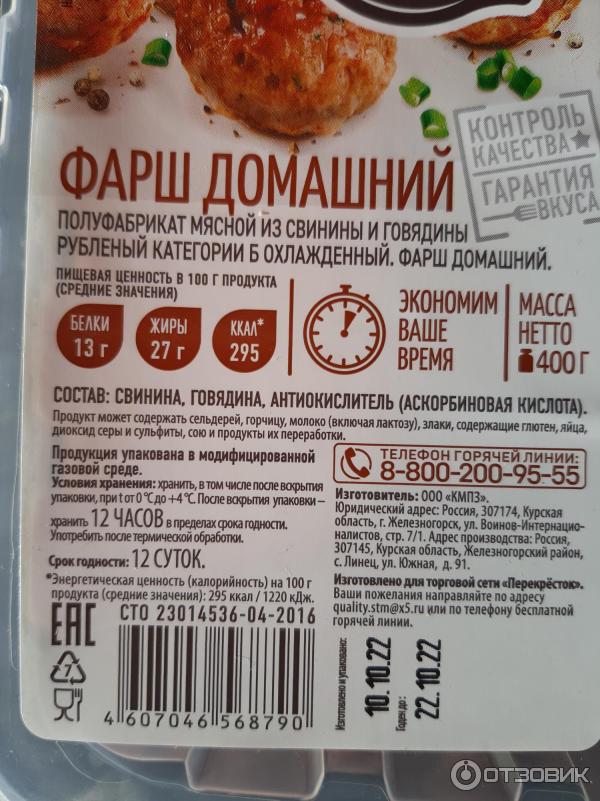 КОНТРОЛЬ
КАЧЕСТВА
ГАРАНТИЯ
ВКУСА
ФАРШ ДОМАШНИЙ
ПОЛУФАБРИКАТ МЯСНОЙ ИЗ СВИНИНЫ И ГОВЯДИНЫ
РУБЛЕНЫЙ КАТЕГОРИИ Б ОХЛАЖДЕННЫЙ. ФАРШ ДОМАШНИЙ.
ПИЩЕВАЯ ЦЕННОСТЬ В 100 Г ПРОДУКТА
(СРЕДНИЕ ЗНАЧЕНИЯ)
БЕЛКИ
13 г
ЖИРЫ
27 г
ККАЛ*
295
ЭКОНОМИМ
ВАШЕ
ВРЕМЯ
МАССА
НЕТТО
400 Г
СОСТАВ: СВИНИНА, ГОВЯДИНА, АНТИОКИСЛИТЕЛЬ (АСКОРБИНОВАЯ КИСЛОТА).
Продукт может содержать сельдерей, горчицу, молоко (включая лактозу), злаки, содержащие глютен, яйца,
диоксид серы и сульфиты, сою и продукты их переработки.
Продукция упакована в модифицированной
газовой среде.
Условия хранения: хранить, в том числе после вскрытия
упаковки, при t от 0 °C до +4 °C. После вскрытия упаковки –
хранить 12 ЧАСОВ в пределах срока годности.
Употребить после термической обработки.
Срок годности: 12 СУТОК.
*Энергетическая ценность (калорийность) на 100 г
продукта (средние значения): 295 ккал / 1220 кДж.
ЕАС
СТО 23014536-04-2016
7
4 607046 568790
ТЕЛЕФОН ГОРЯЧЕЙ ЛИНИИ:
8-800-200-95-55
Изготовитель: ООО «КМПЗ».
Юридический адрес: Россия, 307174, Курская
область, г. Железногорск, ул. Воинов-Интернацио-
налистов, стр. 7/1. Адрес производства: Россия,
307145, Курская область, Железногорский район,
с. Линец, ул. Южная, д. 91.
Изготовлено для торговой сети «Перекрёсток».
Ваши пожелания направляйте по адресу
quality.stm@x5.ru или по телефону бесплатной
горячей линии.
Изготовлено и упаковано:
10.10.22
Годен до:
22.10.22
ОТЗОВИК